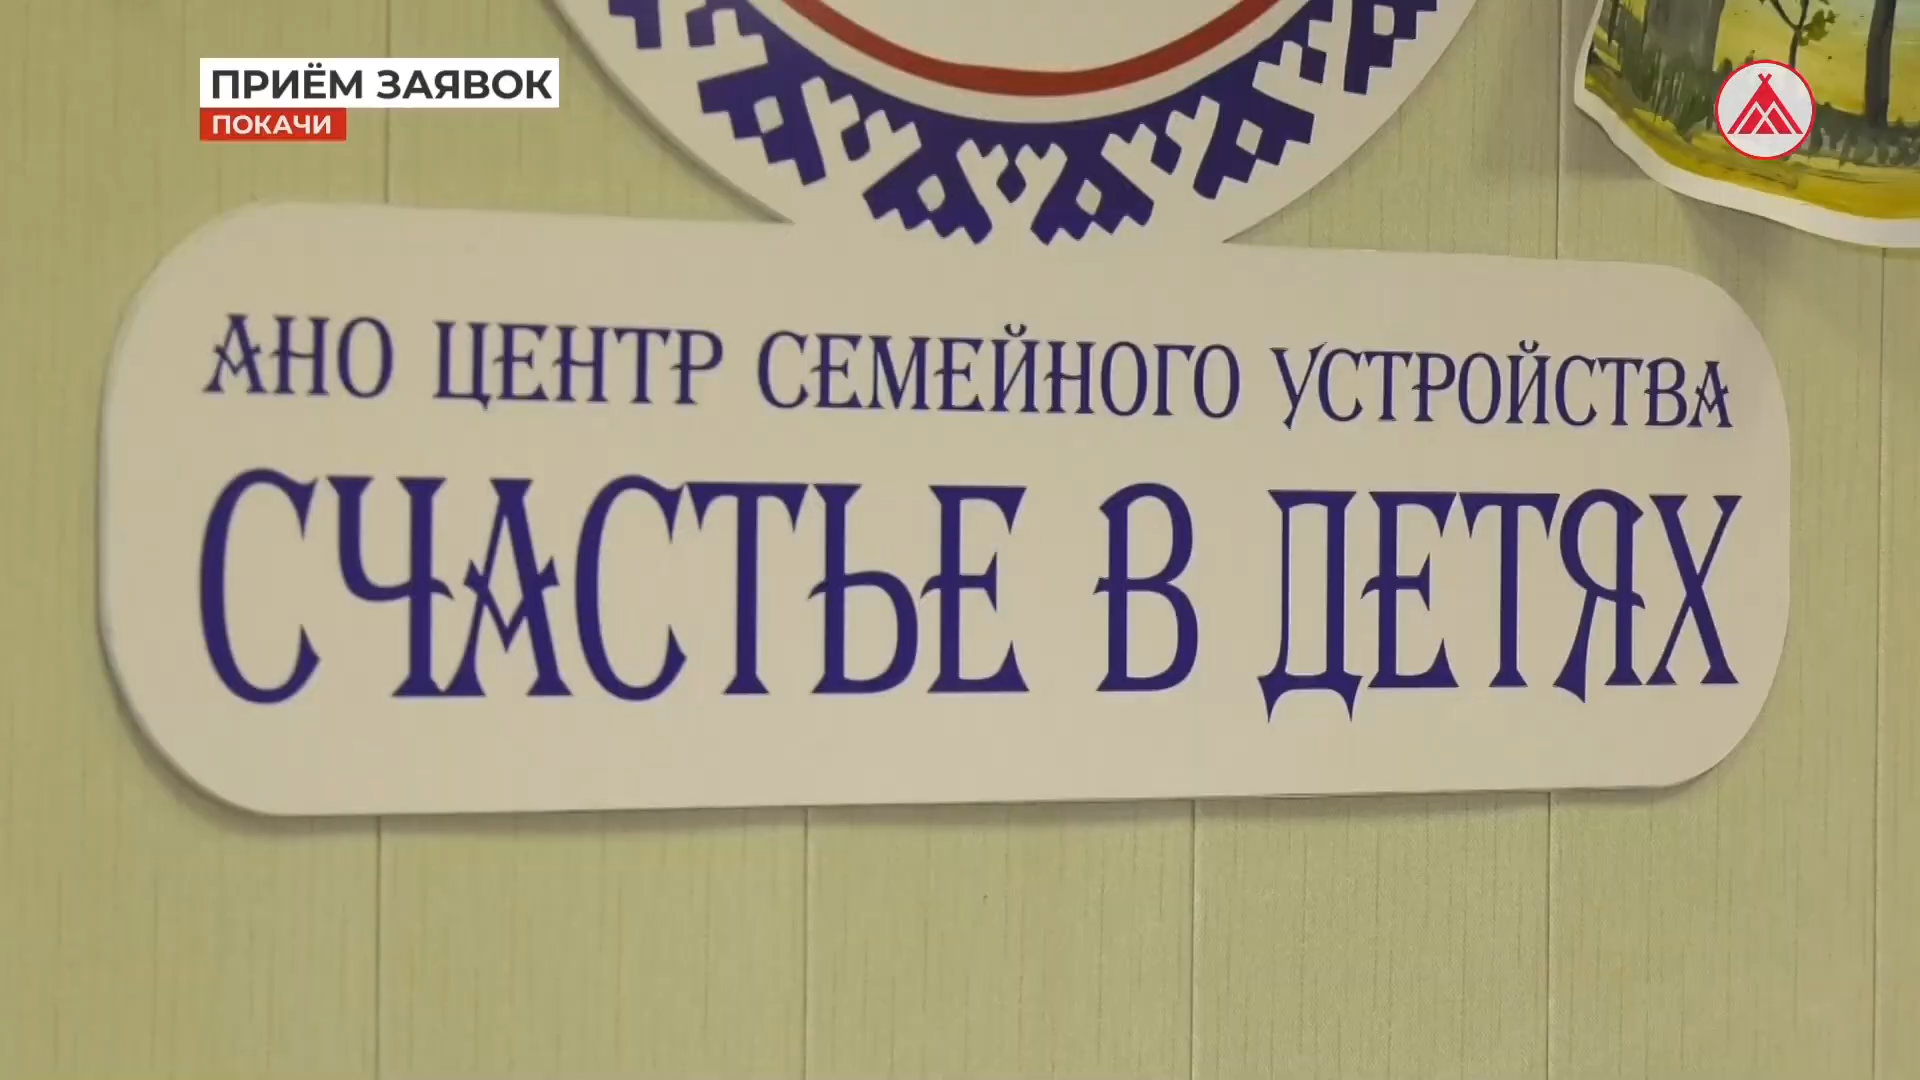 ПРИЁМ ЗАЯВОК
ПОКАЧИ
АНО ЦЕНТР СЕМЕЙНОГО УСТРОЙСТВА
СЧАСТЬЕ В ДЕТЯХ